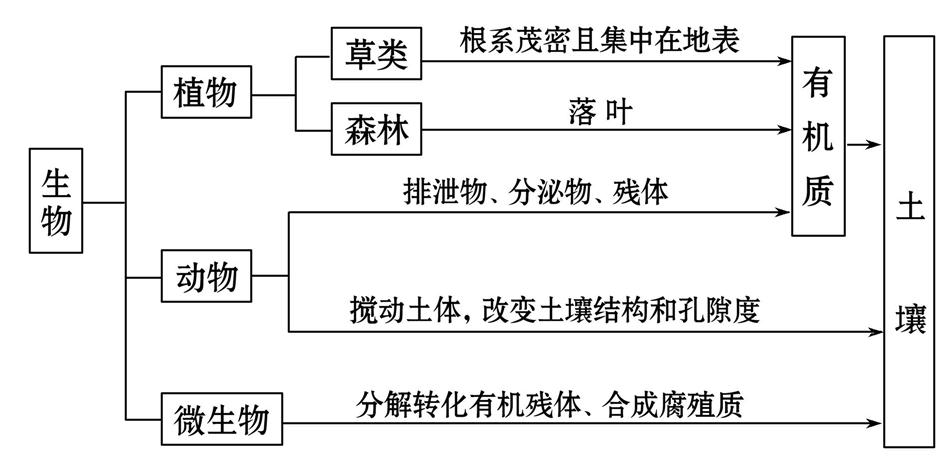 生物
植物
草类
根系茂密且集中在地表
森林
落叶
有机质
动物
排泄物、分泌物、残体
搅动土体，改变土壤结构和孔隙度
微生物
分解转化有机残体、合成腐殖质
土壤